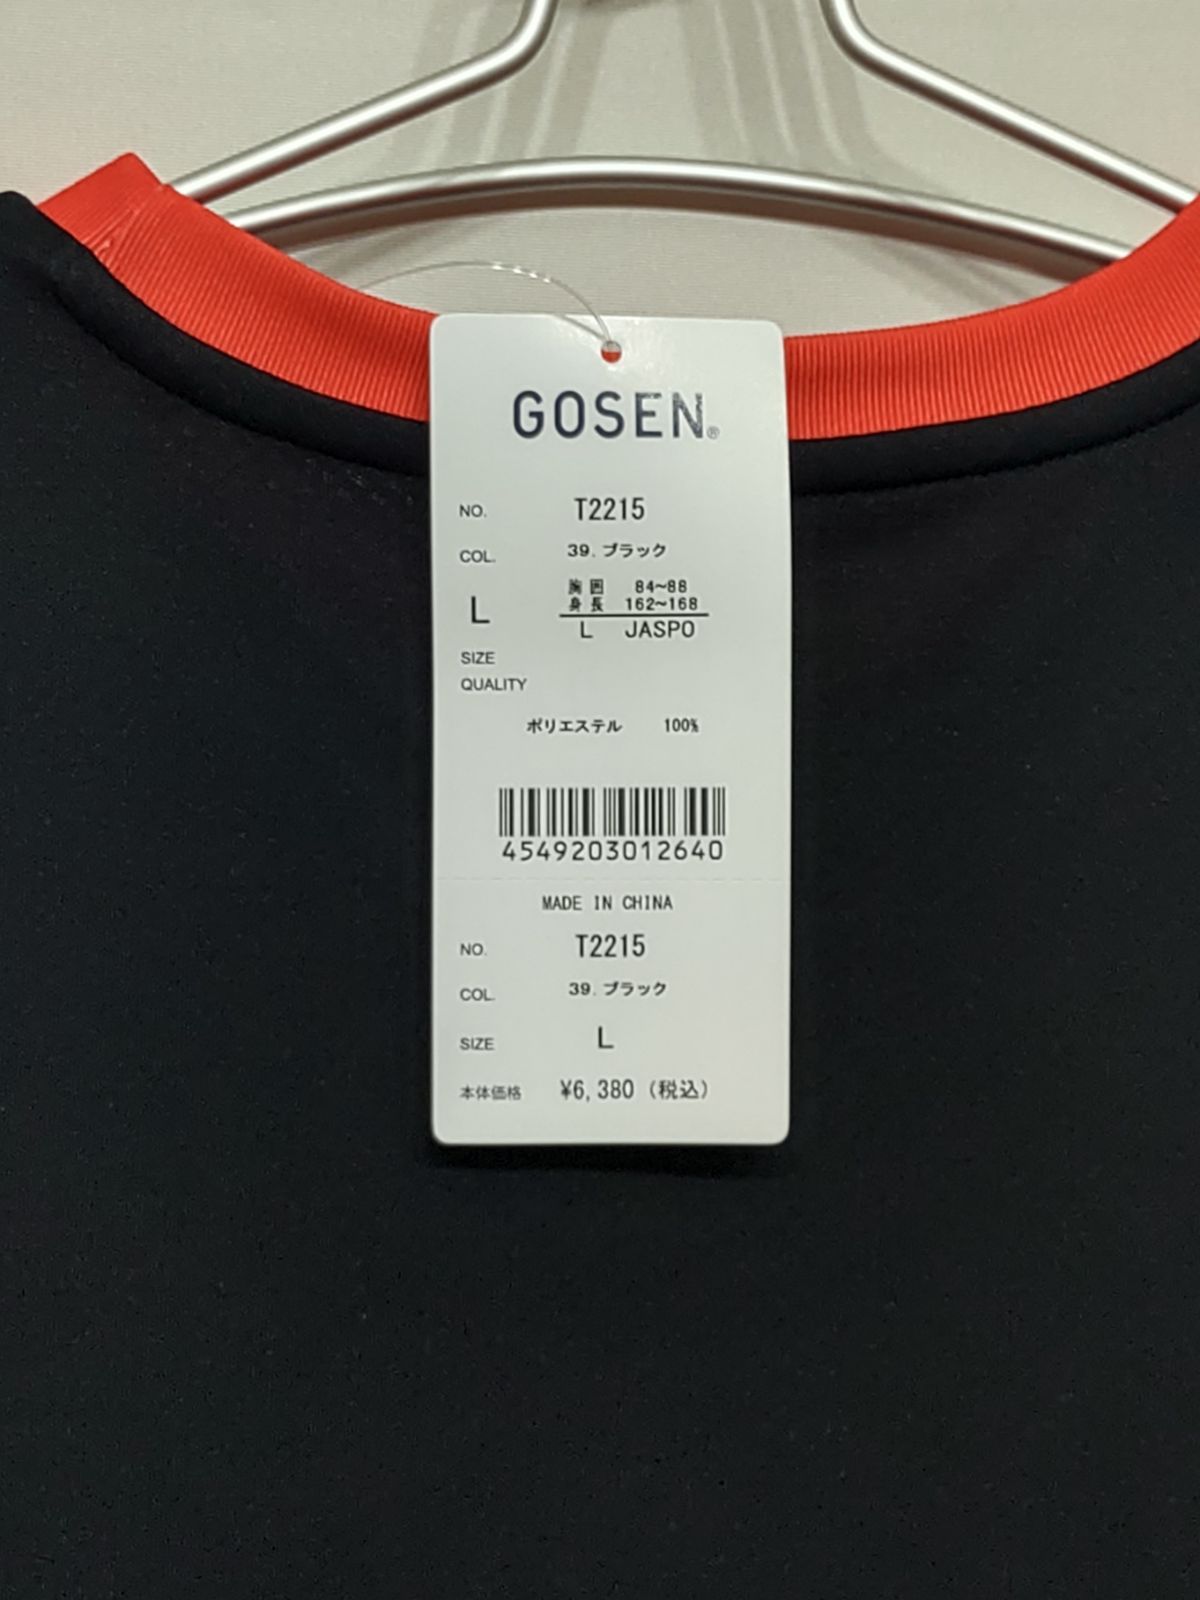 GOSEN®
NO. T2215
COL. 39. ブラック
胸囲 84~88
L 身長 162~168
L JASPO
SIZE
QUALITY
ポリエステル 100%
4549203012640
MADE IN CHINA
NO. T2215
COL. 39. ブラック
SIZE L
本体価格 ¥6,380 (税込)